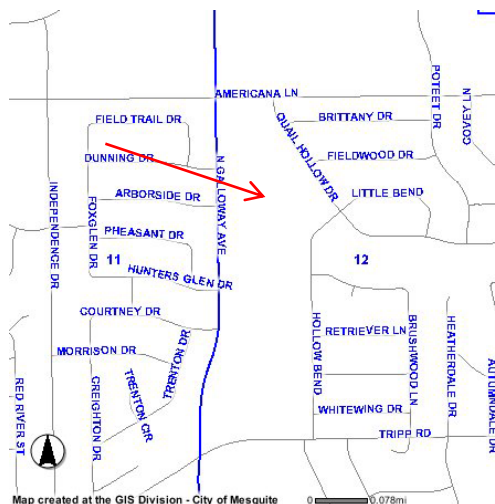 AMERICANA LN
POTEET DR
COVEY LN
FIELD TRAIL DR
BRITTANY DR
QUAIL HOLLOW DR
DUNNING DR
FIELDWOOD DR
N GALLOWAY AVE
INDEPENDENCE DR
ARBORSIDE DR
LITTLE BEND
FOXGLEN DR
PHEASANT DR
11
12
HUNTERS GLEN DR
COURTNEY DR
HOLLOW BEND
RETRIEVER LN
BRUSHWOOD LN
HEATHERDALE DR
MORRISON DR
TRENTON DR
AUTUMNDALE DR
RED RIVER ST
CREIGHTON DR
TRENTON CIR
WHITEWING DR
TRIPP RD
Map created at the GIS Division - City of Mesquite
0 0.078mi